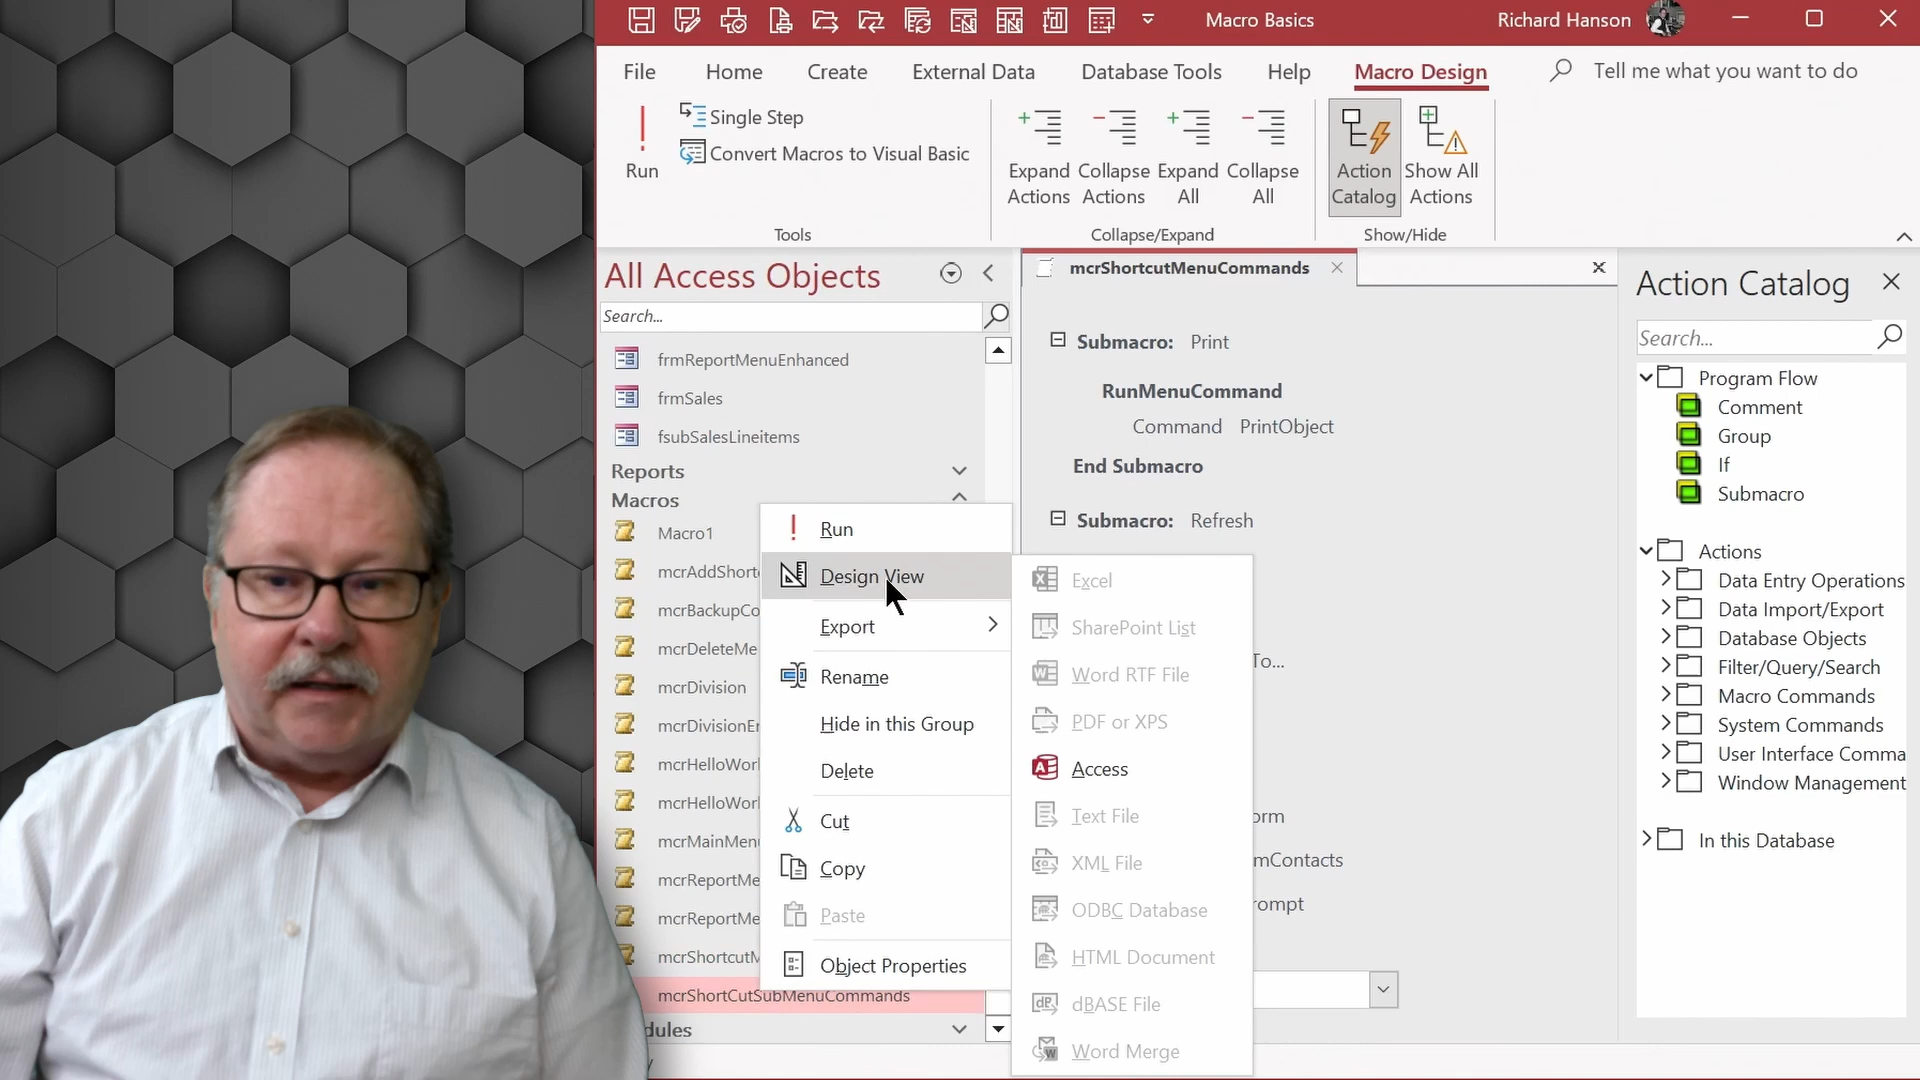 Macro Basics
Richard Hanson
File Home Create External Data Database Tools Help Macro Design Tell me what you want to do
Run
Single Step
Convert Macros to Visual Basic
Tools
Expand Actions
Collapse Actions
Expand All
Collapse All
Collapse/Expand
Action Catalog
Show All Actions
Show/Hide
All Access Objects
Search...
frmReportMenuEnhanced
frmSales
fsubSalesLineitems
Reports
Macros
Macro1
mcrAddShort
mcrBackupCo
mcrDeleteMe
mcrDivision
mcrDivisionEr
mcrHelloWorl
mcrHelloWorl
mcrMainMenu
mcrReportMe
mcrReportMe
mcrShortcutM
mcrShortCutSubMenuCommands
dules
Run
Design View
Export
Rename
Hide in this Group
Delete
Cut
Copy
Paste
Object Properties
Excel
SharePoint List
Word RTF File
PDF or XPS
Access
Text File
XML File
ODBC Database
HTML Document
dBASE File
Word Merge
mcrShortcutMenuCommands
Submacro: Print
RunMenuCommand
Command PrintObject
End Submacro
Submacro: Refresh
To...
orm
mContacts
rompt
Action Catalog
Search...
Program Flow
Comment
Group
If
Submacro
Actions
Data Entry Operations
Data Import/Export
Database Objects
Filter/Query/Search
Macro Commands
System Commands
User Interface Comma
Window Management
In this Database